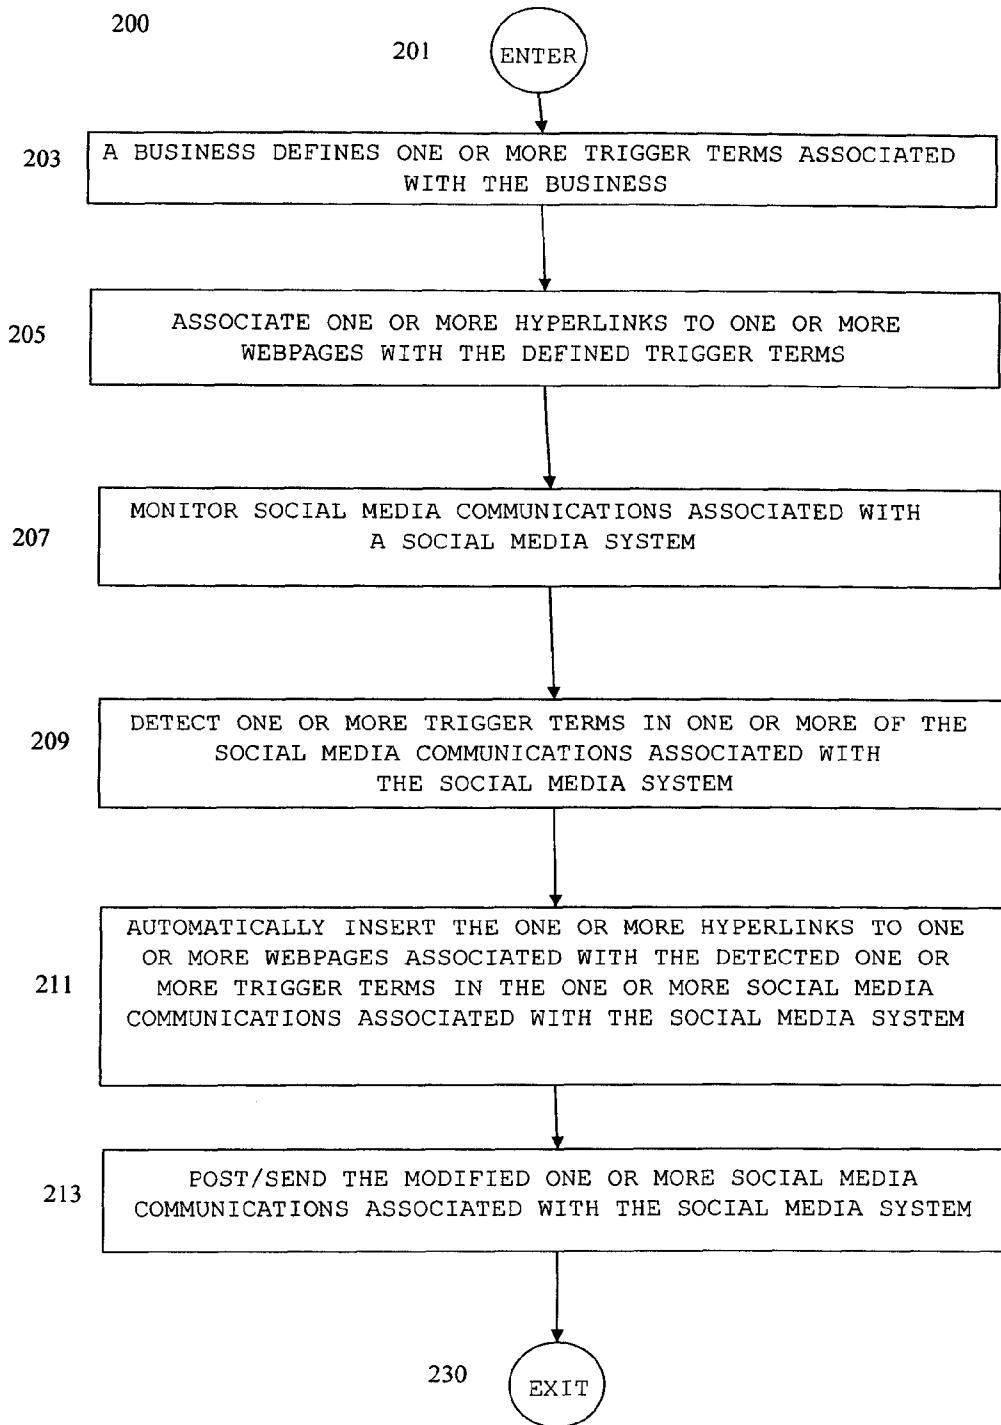 200
201
ENTER
203
A BUSINESS DEFINES ONE OR MORE TRIGGER TERMS ASSOCIATED
WITH THE BUSINESS
205
ASSOCIATE ONE OR MORE HYPERLINKS TO ONE OR MORE
WEBPAGES WITH THE DEFINED TRIGGER TERMS
207
MONITOR SOCIAL MEDIA COMMUNICATIONS ASSOCIATED WITH
A SOCIAL MEDIA SYSTEM
209
DETECT ONE OR MORE TRIGGER TERMS IN ONE OR MORE OF THE
SOCIAL MEDIA COMMUNICATIONS ASSOCIATED WITH
THE SOCIAL MEDIA SYSTEM
211
AUTOMATICALLY INSERT THE ONE OR MORE HYPERLINKS TO ONE
OR MORE WEBPAGES ASSOCIATED WITH THE DETECTED ONE OR
MORE TRIGGER TERMS IN THE ONE OR MORE SOCIAL MEDIA
COMMUNICATIONS ASSOCIATED WITH THE SOCIAL MEDIA SYSTEM
213
POST/SEND THE MODIFIED ONE OR MORE SOCIAL MEDIA
COMMUNICATIONS ASSOCIATED WITH THE SOCIAL MEDIA SYSTEM
230
EXIT